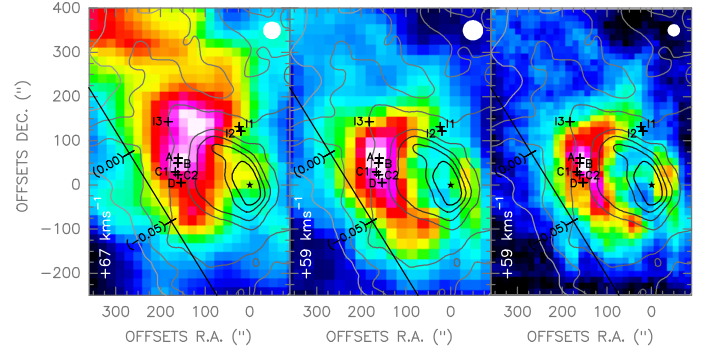 400
300
200
100
0
−100
−200
OFFSETS DEC. (")
I3 I1
I2
A
B
C1 C2
D
(0.00)
(−0.05)
+67 kms−1
I3 I1
I2
A
B
C1 C2
D
(0.00)
(−0.05)
+59 kms−1
I3 I1
I2
A
B
C1 C2
D
(0.00)
.05)
+59 kms−1
300 200 100 0
300 200 100 0
300 200 100 0
OFFSETS R.A. (")
OFFSETS R.A. (")
OFFSETS R.A. (")